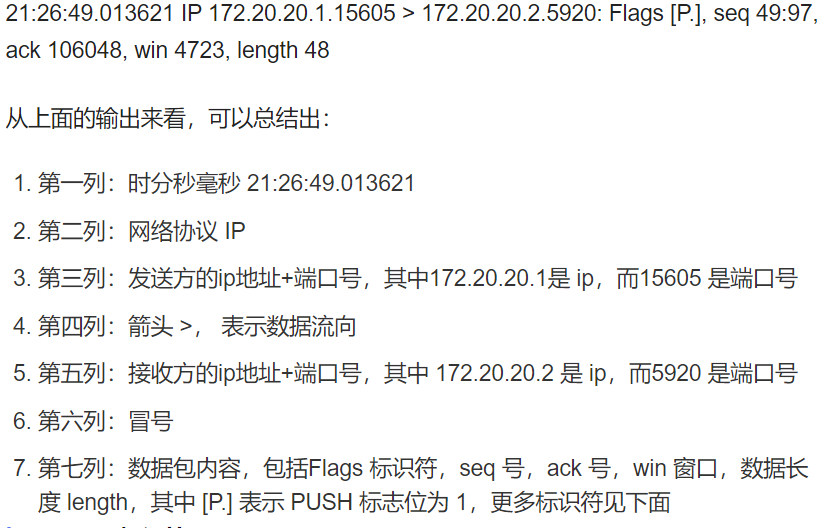 21:26:49.013621 IP 172.20.20.1.15605 > 172.20.20.2.5920: Flags [P.], seq 49:97,
ack 106048, win 4723, length 48
从上面的输出来看，可以总结出：
1. 第一列：时分秒毫秒 21:26:49.013621
2. 第二列：网络协议 IP
3. 第三列：发送方的ip地址+端口号，其中172.20.20.1是 ip，而15605 是端口号
4. 第四列：箭头 >， 表示数据流向
5. 第五列：接收方的ip地址+端口号，其中 172.20.20.2 是 ip，而5920 是端口号
6. 第六列：冒号
7. 第七列：数据包内容，包括Flags 标识符，seq 号，ack 号，win 窗口，数据长
度 length，其中 [P.] 表示 PUSH 标志位为 1，更多标识符见下面